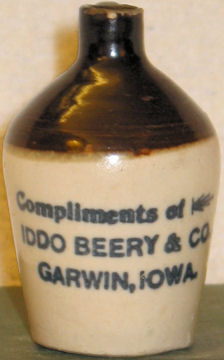 Compliments of
IDDO BEERY & CO
GARWIN, IOWA.